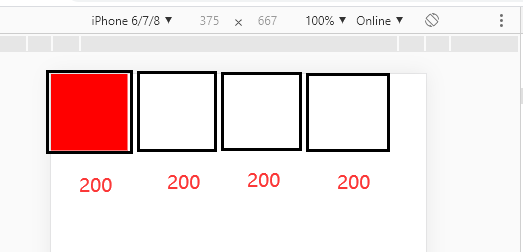 iPhone 6/7/8 ▼ 375 × 667 100% ▼ Online ▼
200 200 200 200